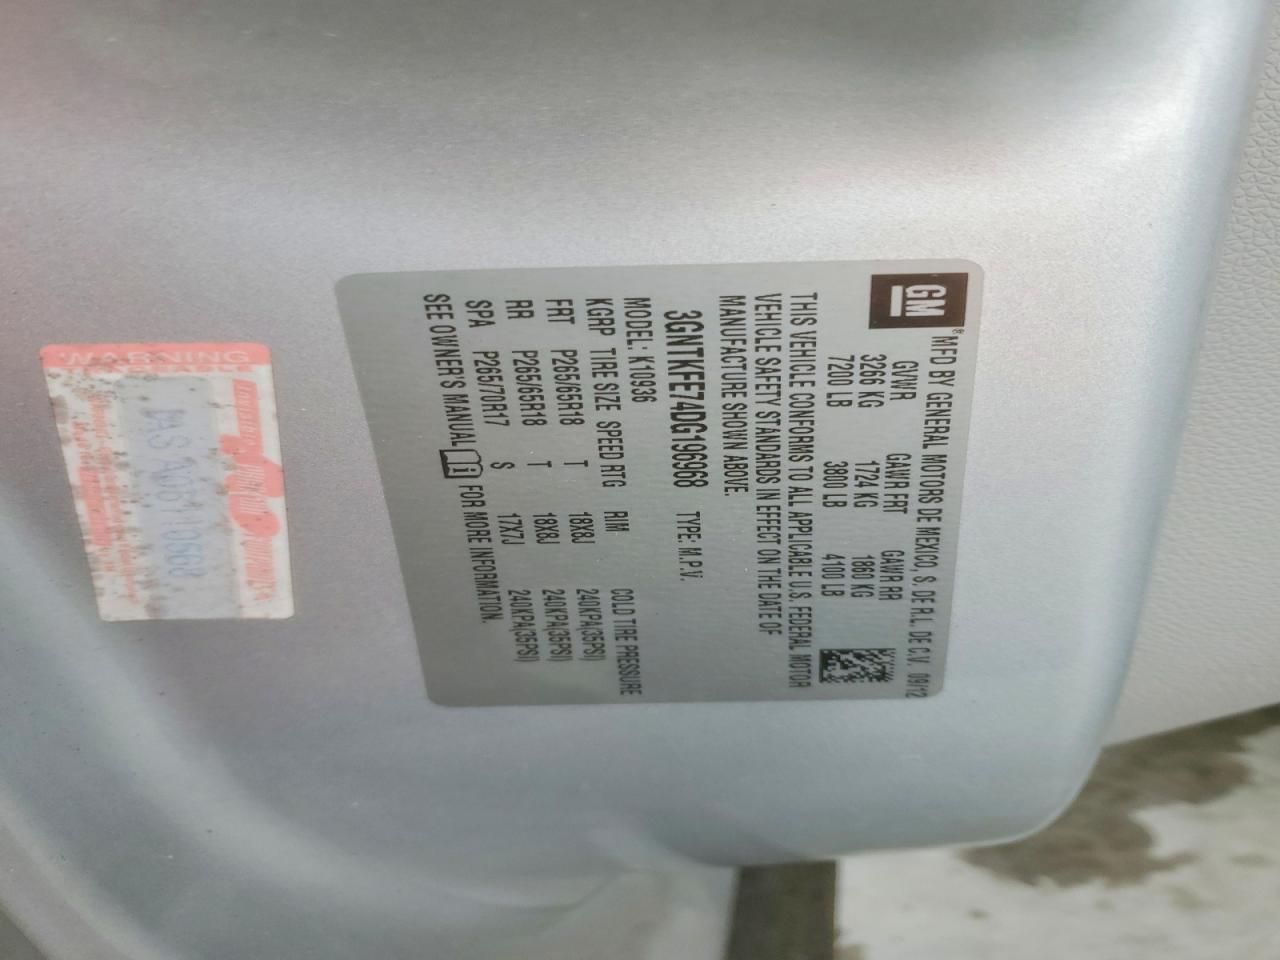 GM
® MFD BY GENERAL MOTORS DE MEXICO, S. DE R.L. DE C.V. 09/12
GVWR GAWR FRT GAWR RR
3266 KG 1724 KG 1860 KG
7200 LB 3800 LB 4100 LB
THIS VEHICLE CONFORMS TO ALL APPLICABLE U.S. FEDERAL MOTOR
VEHICLE SAFETY STANDARDS IN EFFECT ON THE DATE OF
MANUFACTURE SHOWN ABOVE.
3GNTKFE74DG196968 TYPE: M.P.V.
MODEL: K10936
KGRP TIRE SIZE SPEED RTG RIM COLD TIRE PRESSURE
FRT P265/65R18 T 18X8J 240KPA(35PSI)
RR P265/65R18 T 18X8J 240KPA(35PSI)
SPA P265/70R17 S 17X7J 240KPA(35PSI)
SEE OWNER'S MANUAL FOR MORE INFORMATION.
WARNING
TRACEABLE